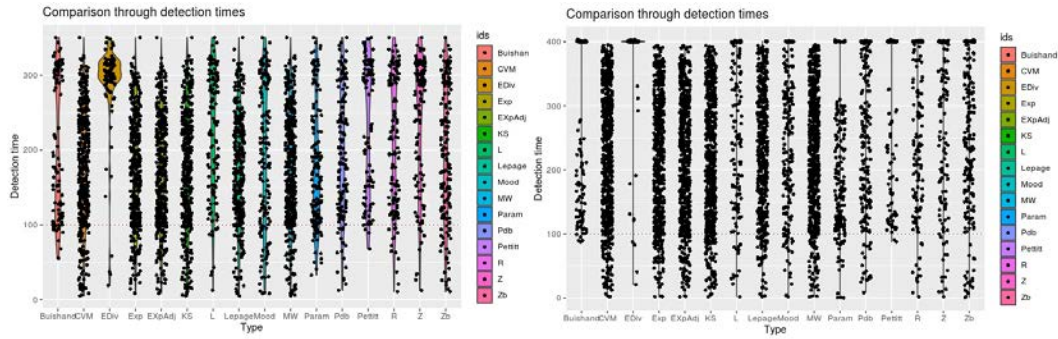 Comparison through detection times
Detection time
300
200
100
0
Buishand CVM EDiv Exp EXpAdj KS L Lepage Mood MW Param Pdb Pettitt R Z Zb
Type
ids
Buishan
CVM
EDiv
Exp
EXpAdj
KS
L
Lepage
Mood
MW
Param
Pdb
Pettitt
R
Z
Zb
Comparison through detection times
Detection time
400
300
200
100
0
Buishand CVM EDiv Exp EXpAdj KS L Lepage Mood MW Param Pdb Pettitt R Z Zb
Type
ids
Buishand
CVM
EDiv
Exp
EXpAdj
KS
L
Lepage
Mood
MW
Param
Pdb
Pettitt
R
Z
Zb